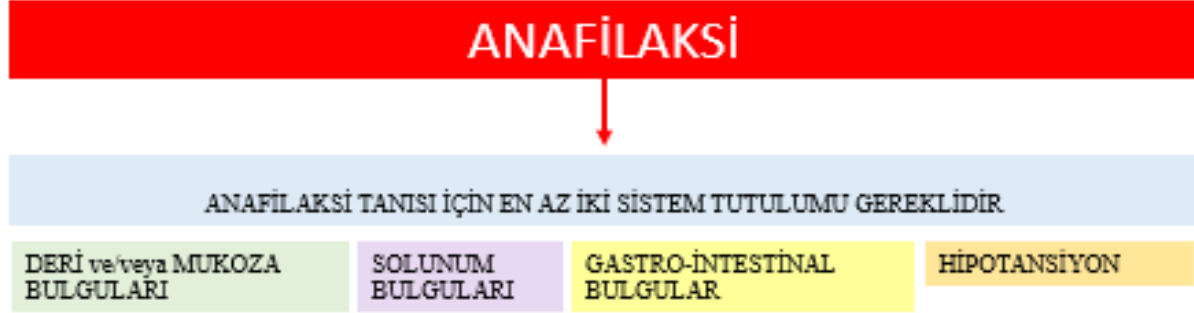 ANAFİLAKSİ
ANAFİLAKSİ TANISI İÇİN EN AZ İKİ SİSTEM TUTULUMU GEREKLİDİR
DERİ ve/veya MUKOZA
BULGULARI
SOLUNUM
BULGULARI
GASTRO-İNTESTİNAL
BULGULAR
HİPOTANSİYON